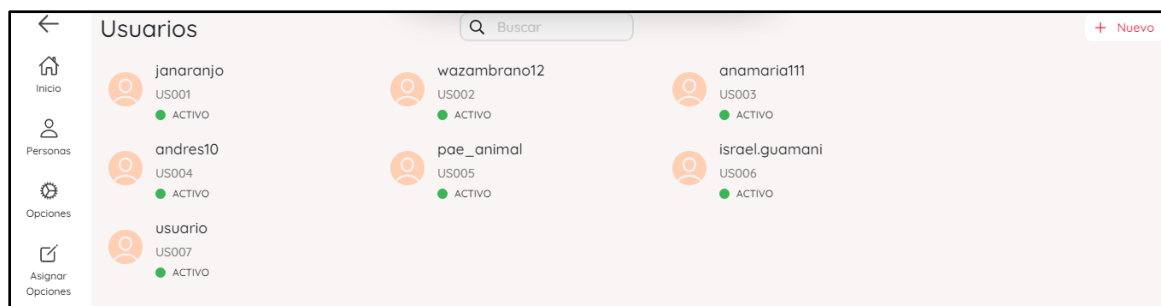 Usuarios
Buscar
+ Nuevo
Inicio
Personas
Opciones
Asignar
Opciones
janaranjo
US001
ACTIVO
wazambrano12
US002
ACTIVO
anamaria111
US003
ACTIVO
andres10
US004
ACTIVO
pae_animal
US005
ACTIVO
israel.guamani
US006
ACTIVO
usuario
US007
ACTIVO